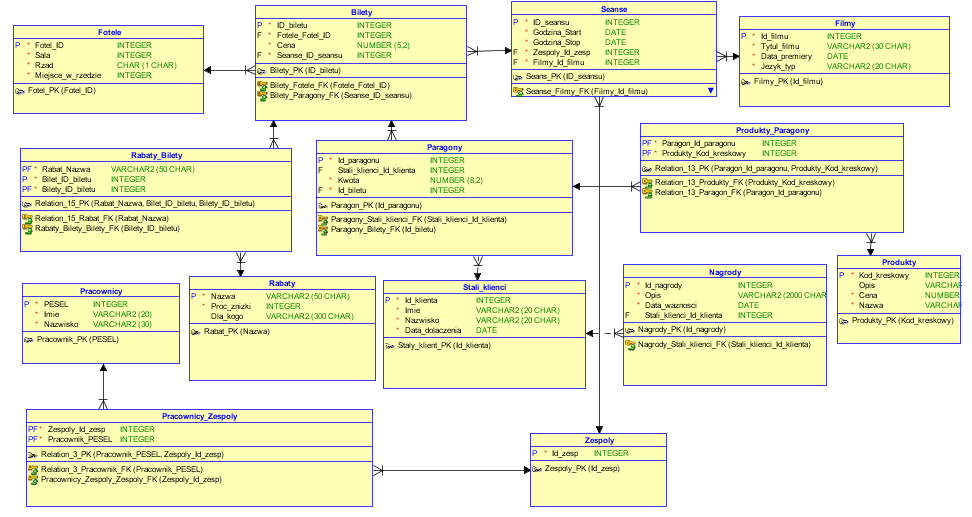 Fotele
P * Fotel_ID INTEGER
* Sala INTEGER
* Rzad CHAR (1 CHAR)
* Miejsce_w_rzedzie INTEGER
Fotel_PK (Fotel_ID)
Bilety
P * ID_biletu INTEGER
F * Fotele_Fotel_ID INTEGER
* Cena NUMBER (5,2)
F * Seanse_ID_seansu INTEGER
Bilety_PK (ID_biletu)
Bilety_Fotele_FK (Fotele_Fotel_ID)
Bilety_Paragony_FK (Seanse_ID_seansu)
Seanse
P * ID_seansu INTEGER
* Godzina_Start DATE
* Godzina_Stop DATE
F * Zespoly_Id_zesp INTEGER
F * Filmy_Id_filmu INTEGER
Seans_PK (ID_seansu)
Seanse_Filmy_FK (Filmy_Id_filmu)
Filmy
P * Id_filmu INTEGER
* Tytul_filmu VARCHAR2 (30 CHAR)
* Data_premiery DATE
* Jezyk_typ VARCHAR2 (20 CHAR)
Filmy_PK (Id_filmu)
Rabaty_Bilety
PF * Rabat_Nazwa VARCHAR2 (50 CHAR)
P * Bilet_ID_biletu INTEGER
PF * Bilety_ID_biletu INTEGER
Relation_15_PK (Rabat_Nazwa, Bilet_ID_biletu, Bilety_ID_biletu)
Relation_15_Rabat_FK (Rabat_Nazwa)
Rabaty_Bilety_Bilety_FK (Bilety_ID_biletu)
Paragony
P * Id_paragonu INTEGER
F Stali_klienci_Id_klienta INTEGER
* Kwota NUMBER (8,2)
F * Id_biletu INTEGER
Paragon_PK (Id_paragonu)
Paragony_Stali_klienci_FK (Stali_klienci_Id_klienta)
Paragony_Bilety_FK (Id_biletu)
Produkty_Paragony
PF * Paragon_Id_paragonu INTEGER
PF * Produkty_Kod_kreskowy INTEGER
Relation_13_PK (Paragon_Id_paragonu, Produkty_Kod_kreskowy)
Relation_13_Produkty_FK (Produkty_Kod_kreskowy)
Relation_13_Paragon_FK (Paragon_Id_paragonu)
Pracownicy
P * PESEL INTEGER
* Imie VARCHAR2 (20)
* Nazwisko VARCHAR2 (30)
Pracownik_PK (PESEL)
Rabaty
P * Nazwa VARCHAR2 (50 CHAR)
* Proc_znizki INTEGER
Dla_kogo VARCHAR2 (300 CHAR)
Rabat_PK (Nazwa)
Stali_klienci
P * Id_klienta INTEGER
* Imie VARCHAR2 (20 CHAR)
* Nazwisko VARCHAR2 (20 CHAR)
* Data_dolaczenia DATE
Staly_klient_PK (Id_klienta)
Nagrody
P * Id_nagrody INTEGER
* Opis VARCHAR2 (2000 CHAR
* Data_waznosci DATE
F Stali_klienci_Id_klienta INTEGER
Nagrody_PK (Id_nagrody)
Nagrody_Stali_klienci_FK (Stali_klienci_Id_klienta)
Produkty
P * Kod_kreskowy INTEGER
Opis VARCHAR
* Cena NUMBER
* Nazwa VARCHAR
Produkty_PK (Kod_kreskowy)
Pracownicy_Zespoly
PF * Zespoly_Id_zesp INTEGER
PF * Pracownik_PESEL INTEGER
Relation_3_PK (Pracownik_PESEL, Zespoly_Id_zesp)
Relation_3_Pracownik_FK (Pracownik_PESEL)
Pracownicy_Zespoly_Zespoly_FK (Zespoly_Id_zesp)
Zespoly
P * Id_zesp INTEGER
Zespoly_PK (Id_zesp)